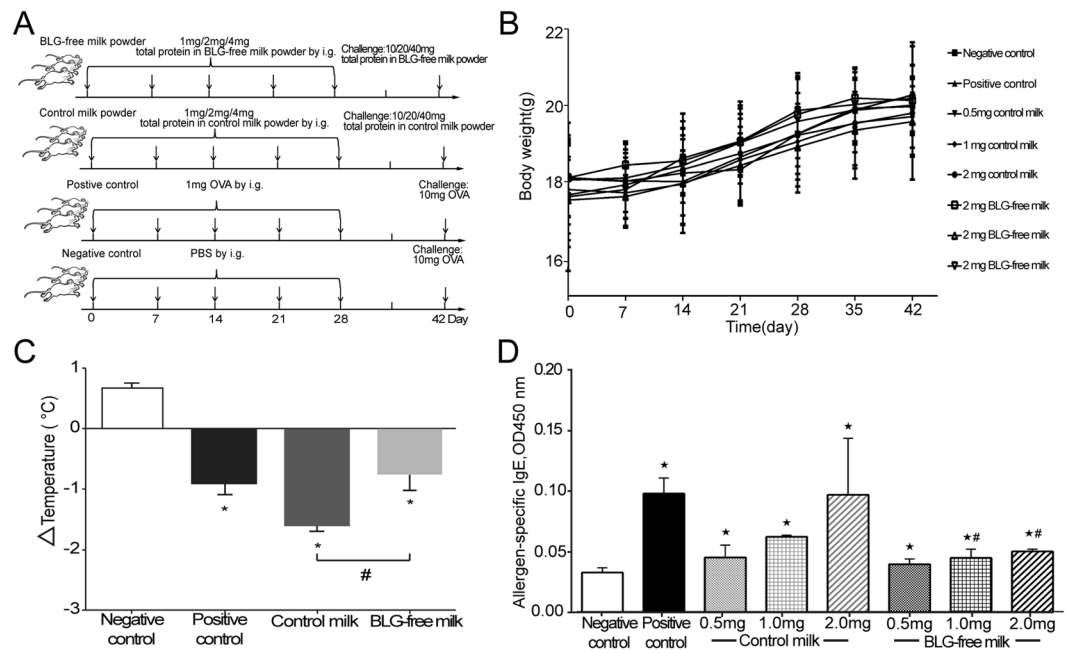 A
BLG-free milk powder
1mg/2mg/4mg
total protein in BLG-free milk powder by i.g.
Challenge:10/20/40mg
total protein in BLG-free milk powder
Control milk powder
1mg/2mg/4mg
total protein in control milk powder by i.g.
Challenge:10/20/40mg
total protein in control milk powder
Postive control
1mg OVA by i.g.
Challenge:
10mg OVA
Negative control
PBS by i.g.
Challenge:
10mg OVA
0 7 14 21 28 42 Day
B
Body weight(g)
22
20
18
16
0 7 14 21 28 35 42
Time(day)
Negative control
Positive control
0.5mg control milk
1 mg control milk
2 mg control milk
2 mg BLG-free milk
2 mg BLG-free milk
2 mg BLG-free milk
C
△Temperature ( °C)
1
0
-1
-2
-3
*
*
*
#
Negative control
Positive control
Control milk
BLG-free milk
D
Allergen-specific IgE,OD450 nm
0.20
0.15
0.10
0.05
0.00
★
★
★
★
★
★#
★#
Negative control
Positive control
0.5mg 1.0mg 2.0mg
Control milk
0.5mg 1.0mg 2.0mg
BLG-free milk